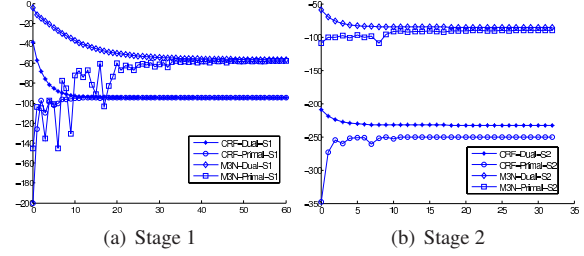 0
-20
-40
-60
-80
-100
-120
-140
-160
-180
-200
0 10 20 30 40 50 60
CRF-Dual-S1
CRF-Primal-S1
M3N-Dual-S1
M3N-Primal-S1
(a) Stage 1
-50
-100
-150
-200
-250
-300
-350
0 5 10 15 20 25 30 35
CRF-Dual-S2
CRF-Primal-S2
M3N-Dual-S2
M3N-Primal-S2
(b) Stage 2